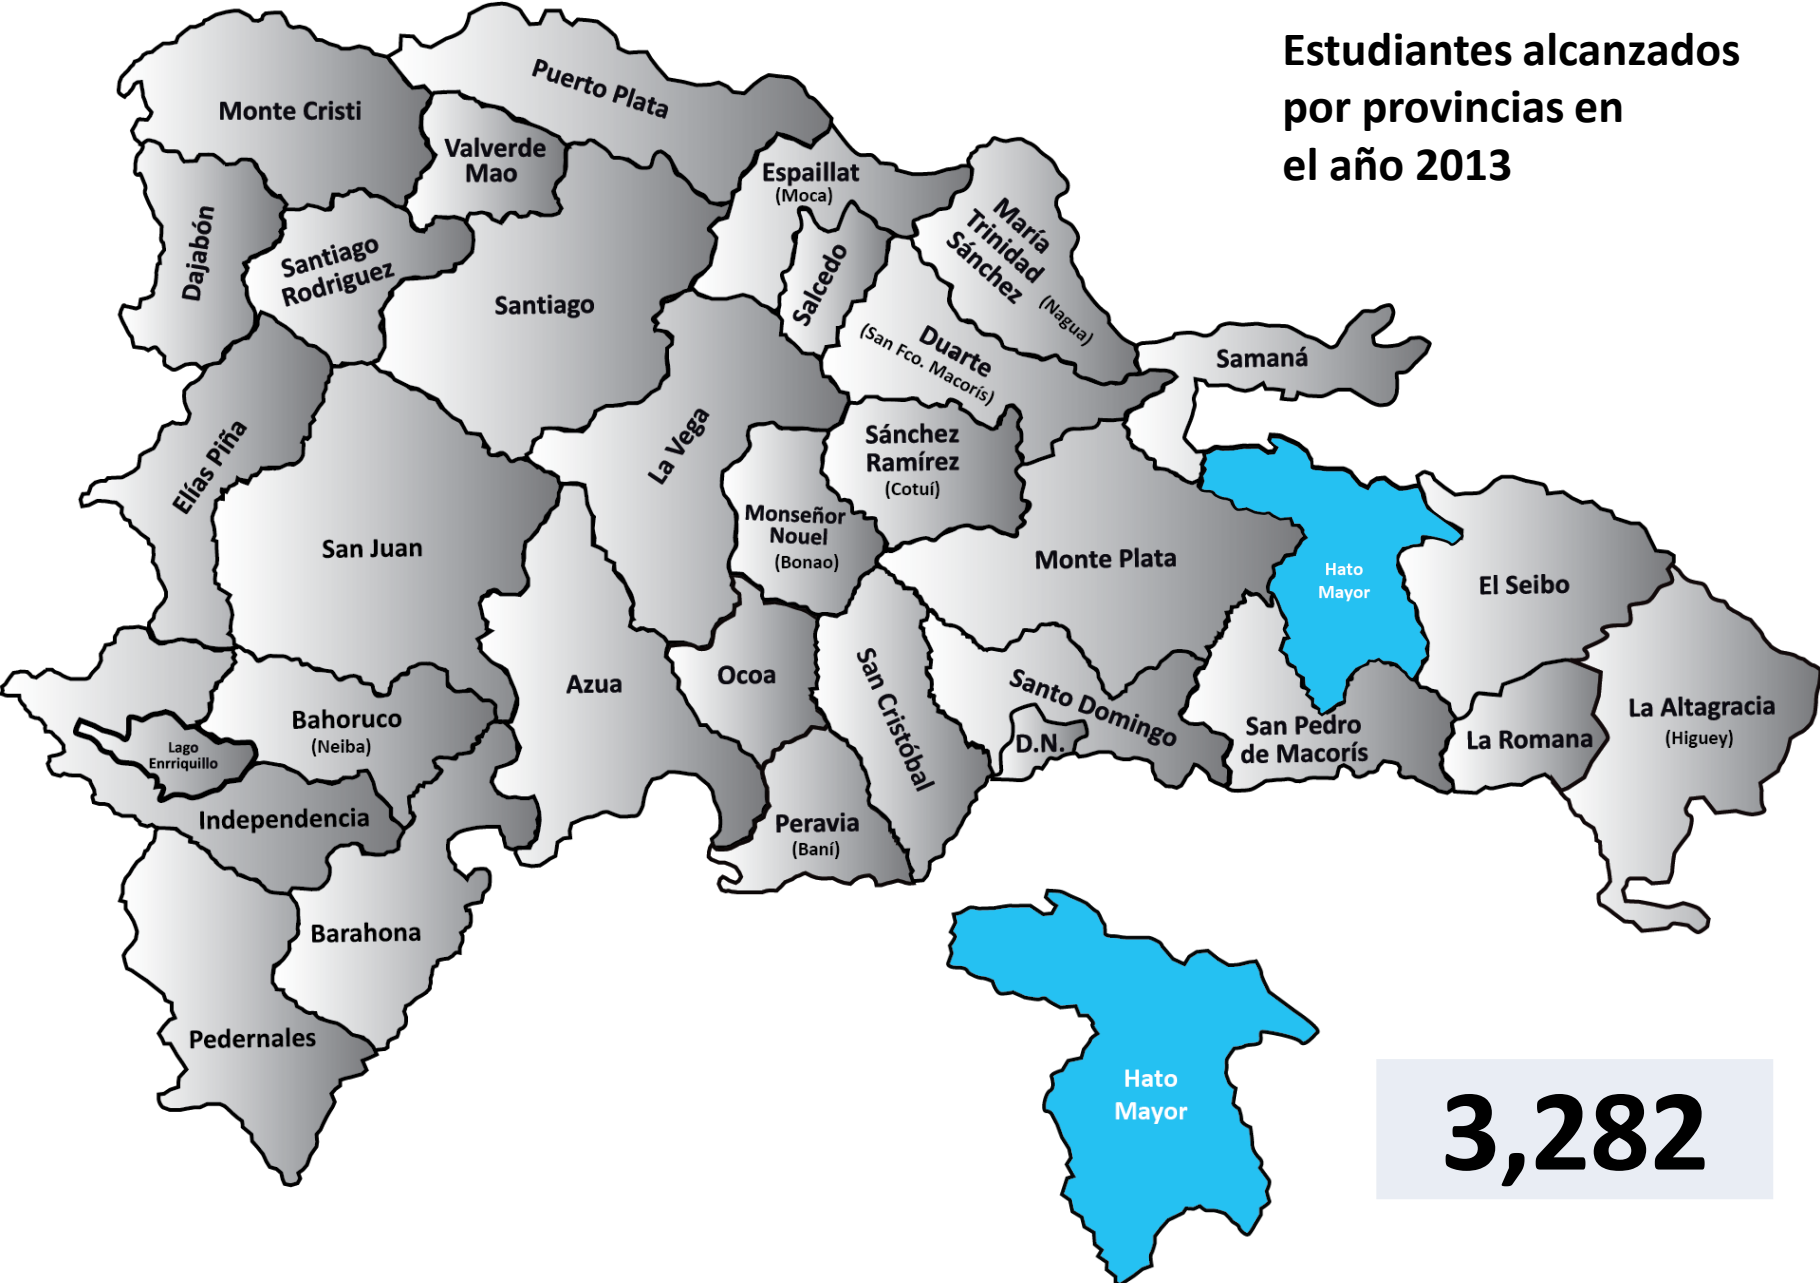 Estudiantes alcanzados
por provincias en
el año 2013
Puerto Plata
Monte Cristi
Valverde
Mao
Espaillat
(Moca)
Dajabón
Santiago
Rodriguez
Santiago
Salcedo
María
Trinidad
Sánchez
(Nagua)
Duarte
(San Fco. Macorís)
Samaná
Elías Piña
La Vega
Sánchez
Ramírez
(Cotuí)
San Juan
Monseñor
Nouel
(Bonao)
Monte Plata
Hato
Mayor
El Seibo
Azua
Ocoa
San Cristóbal
Santo Domingo
D.N.
San Pedro
de Macorís
La Romana
La Altagracia
(Higuey)
Bahoruco
(Neiba)
Lago
Enrriquillo
Independencia
Peravia
(Baní)
Barahona
Pedernales
Hato
Mayor
3,282